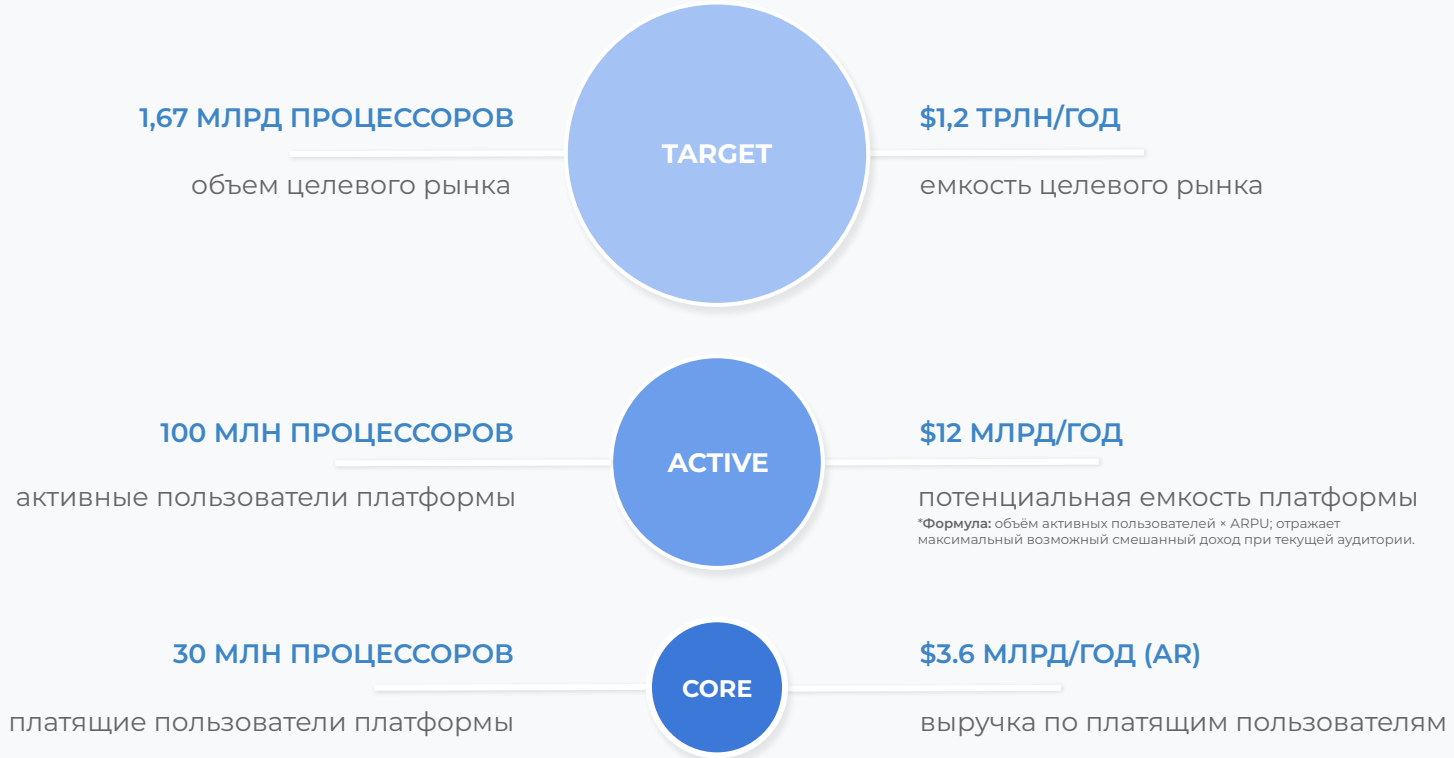 1,67 МЛРД ПРОЦЕССОРОВ
объем целевого рынка
TARGET
$1,2 ТРЛН/ГОД
емкость целевого рынка
100 МЛН ПРОЦЕССОРОВ
активные пользователи платформы
ACTIVE
$12 МЛРД/ГОД
потенциальная емкость платформы
*Формула: объём активных пользователей × ARPU; отражает
максимальный возможный смешанный доход при текущей аудитории.
30 МЛН ПРОЦЕССОРОВ
платящие пользователи платформы
CORE
$3.6 МЛРД/ГОД (AR)
выручка по платящим пользователям